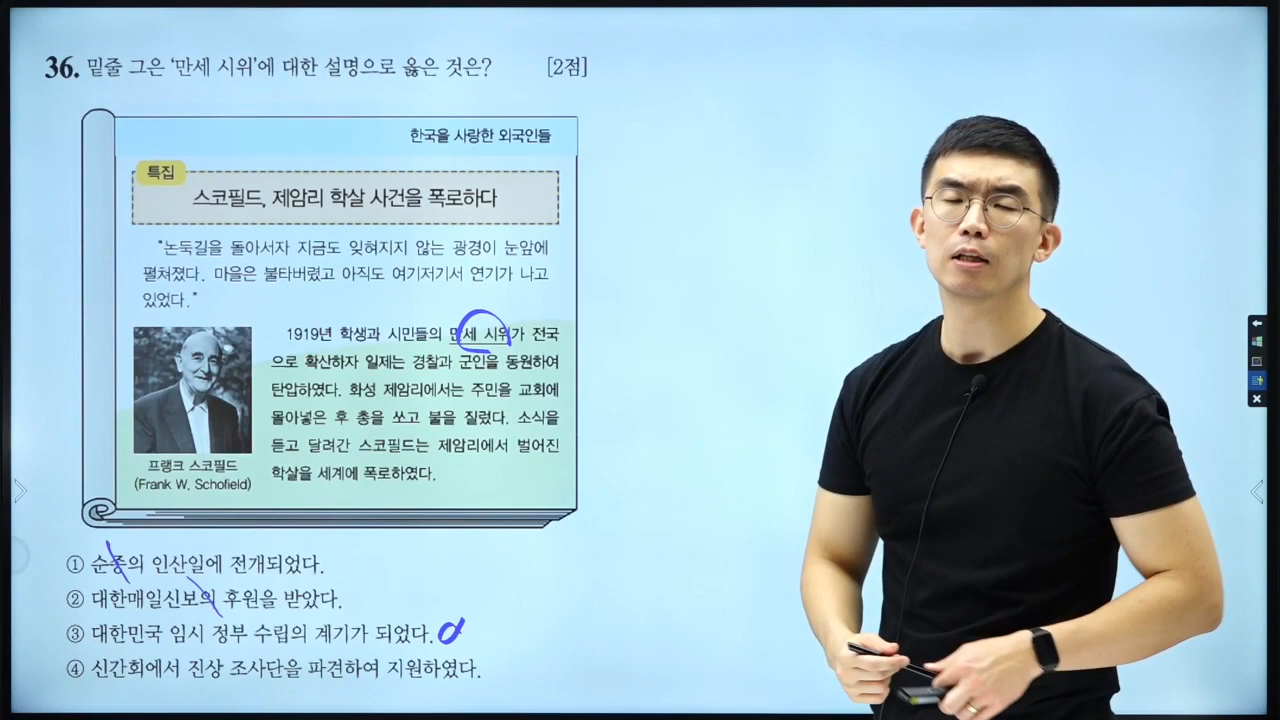 36. 밑줄 그은 '만세 시위'에 대한 설명으로 옳은 것은? [2점]
한국을 사랑한 외국인들
특집
스코필드, 제암리 학살 사건을 폭로하다
"논둑길을 돌아서자 지금도 잊혀지지 않는 광경이 눈앞에
펼쳐졌다. 마을은 불타버렸고 아직도 여기저기서 연기가 나고
있었다."
1919년 학생과 시민들의 만세 시위가 전국
으로 확산하자 일제는 경찰과 군인을 동원하여
탄압하였다. 화성 제암리에서는 주민을 교회에
몰아넣은 후 총을 쏘고 불을 질렀다. 소식을
듣고 달려간 스코필드는 제암리에서 벌어진
학살을 세계에 폭로하였다.
프랭크 스코필드
(Frank W. Schofield)
① 순종의 인산일에 전개되었다.
② 대한매일신보의 후원을 받았다.
③ 대한민국 임시 정부 수립의 계기가 되었다.
④ 신간회에서 진상 조사단을 파견하여 지원하였다.